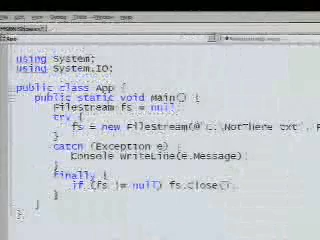 using System;
using System.IO;
public class App {
public static void Main() {
FileStream fs = null;
try {
fs = new FileStream(@"..\NotThere.txt", F
}
catch (Exception e) {
Console.WriteLine(e.Message);
}
finally {
if (fs != null) fs.Close();
}
}
};